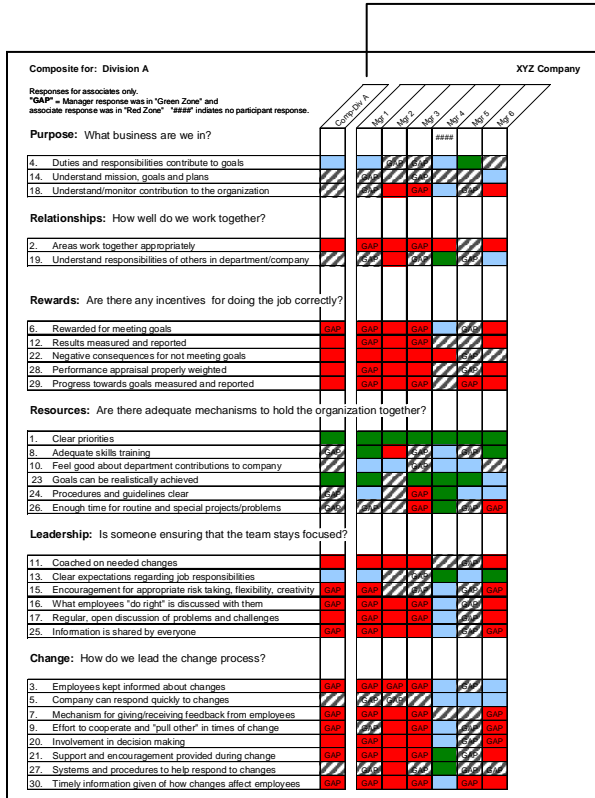 Composite for: Division A XYZ Company
Responses for associates only.
"GAP" = Manager response was in "Green Zone" and
associate response was in "Red Zone" "####" indiates no participant response.
Comp-Div A Mgr 1 Mgr 2 Mgr 3 Mgr 4 Mgr 5 Mgr 6
Purpose: What business are we in? ####
4. Duties and responsibilities contribute to goals GAP GAP
14. Understand mission, goals and plans GAP GAP
18. Understand/monitor contribution to the organization GAP GAP GAP
Relationships: How well do we work together?
2. Areas work together appropriately GAP GAP
19. Understand responsibilities of others in department/company GAP GAP GAP
Rewards: Are there any incentives for doing the job correctly?
6. Rewarded for meeting goals GAP GAP GAP GAP
12. Results measured and reported GAP GAP
22. Negative consequences for not meeting goals GAP GAP
28. Performance appraisal properly weighted GAP GAP GAP
29. Progress towards goals measured and reported GAP GAP GAP
Resources: Are there adequate mechanisms to hold the organization together?
1. Clear priorities
8. Adequate skills training GAP GAP GAP
10. Feel good about department contributions to company GAP
23 Goals can be realistically achieved
24. Procedures and guidelines clear GAP GAP
26. Enough time for routine and special projects/problems GAP GAP GAP GAP
Leadership: Is someone ensuring that the team stays focused?
11. Coached on needed changes GAP
13. Clear expectations regarding job responsibilities GAP
15. Encouragement for appropriate risk taking, flexibility, creativity GAP GAP GAP GAP
16. What employees "do right" is discussed with them GAP GAP GAP GAP
17. Regular, open discussion of problems and challenges GAP GAP GAP GAP
25. Information is shared by everyone GAP GAP GAP GAP
Change: How do we lead the change process?
3. Employees kept informed about changes GAP GAP GAP GAP GAP
5. Company can respond quickly to changes GAP GAP GAP
7. Mechanism for giving/receiving feedback from employees GAP GAP GAP
9. Effort to cooperate and "pull other" in times of change GAP GAP GAP GAP GAP
20. Involvement in decision making GAP GAP GAP GAP
21. Support and encouragement provided during change GAP GAP GAP GAP
27. Systems and procedures to help respond to changes GAP GAP GAP GAP
30. Timely information given of how changes affect employees GAP GAP GAP GAP GAP